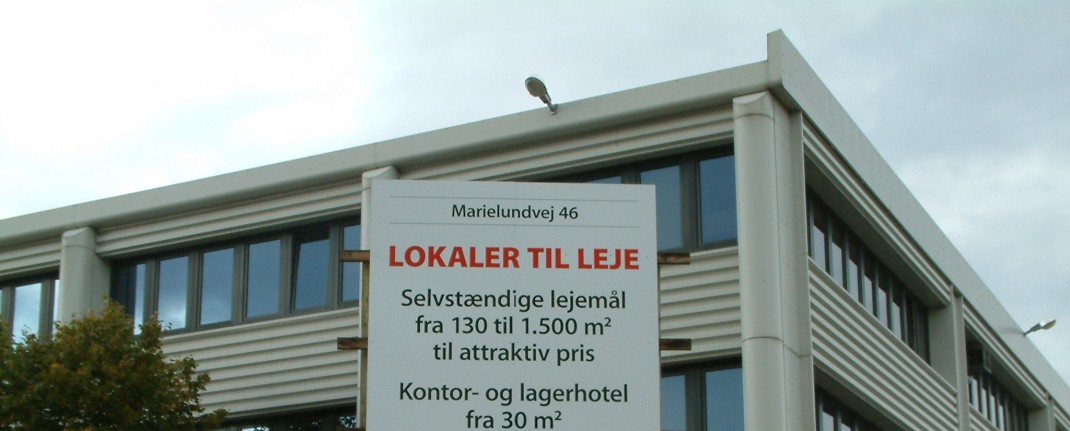 Marielundvej 46
LOKALER TIL LEJE
Selvstændige lejemål
fra 130 til 1.500 m²
til attraktiv pris
Kontor- og lagerhotel
fra 30 m²